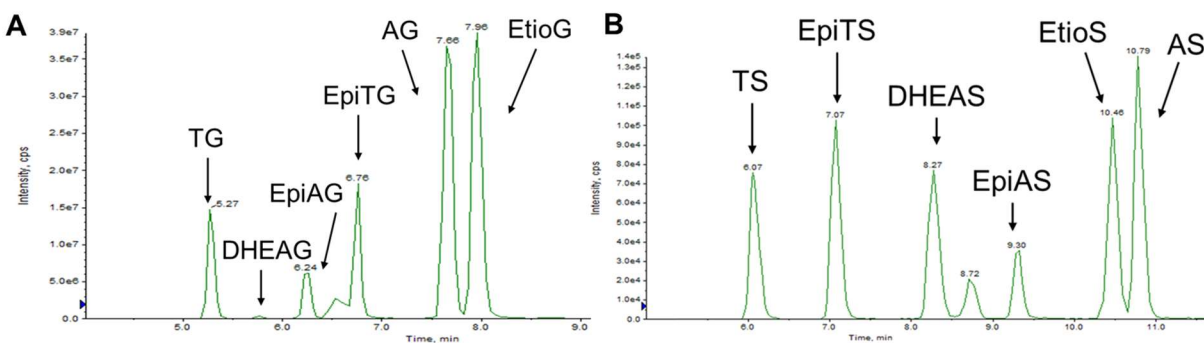 A
AG
7.66
7.96
EtioG
EpiTG
6.76
TG
5.27
EpiAG
6.24
DHEAG
3.9e7
3.5e7
3.0e7
2.5e7
2.0e7
1.5e7
1.0e7
5.0e6
0.0
Intensity, cps
5.0 6.0 7.0 8.0 9.0
Time, min
B
EpiTS
7.07
TS
6.07
DHEAS
8.27
8.72
EpiAS
9.30
EtioS
10.46
10.79
AS
1.4e5
1.3e5
1.2e5
1.1e5
1.0e5
9.0e4
8.0e4
7.0e4
6.0e4
5.0e4
4.0e4
3.0e4
2.0e4
1.0e4
0.0
Intensity, cps
6.0 7.0 8.0 9.0 10.0 11.0
Time, min